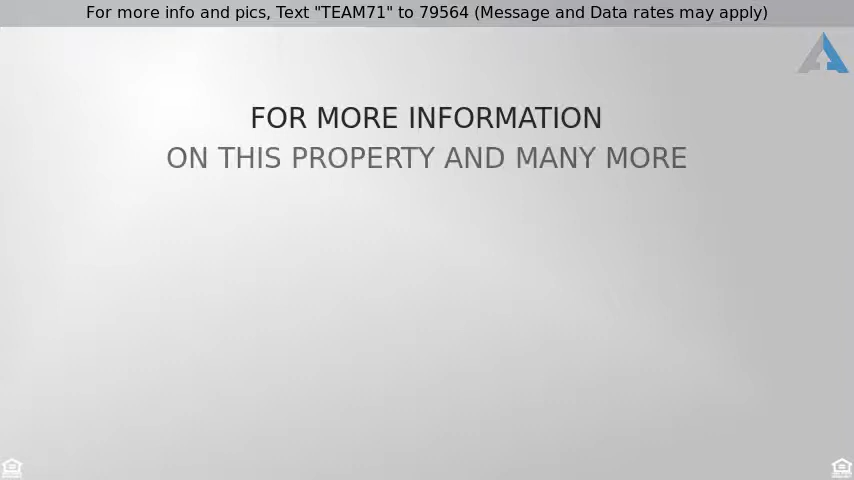 For more info and pics, Text "TEAM71" to 79564 (Message and Data rates may apply)
FOR MORE INFORMATION
ON THIS PROPERTY AND MANY MORE